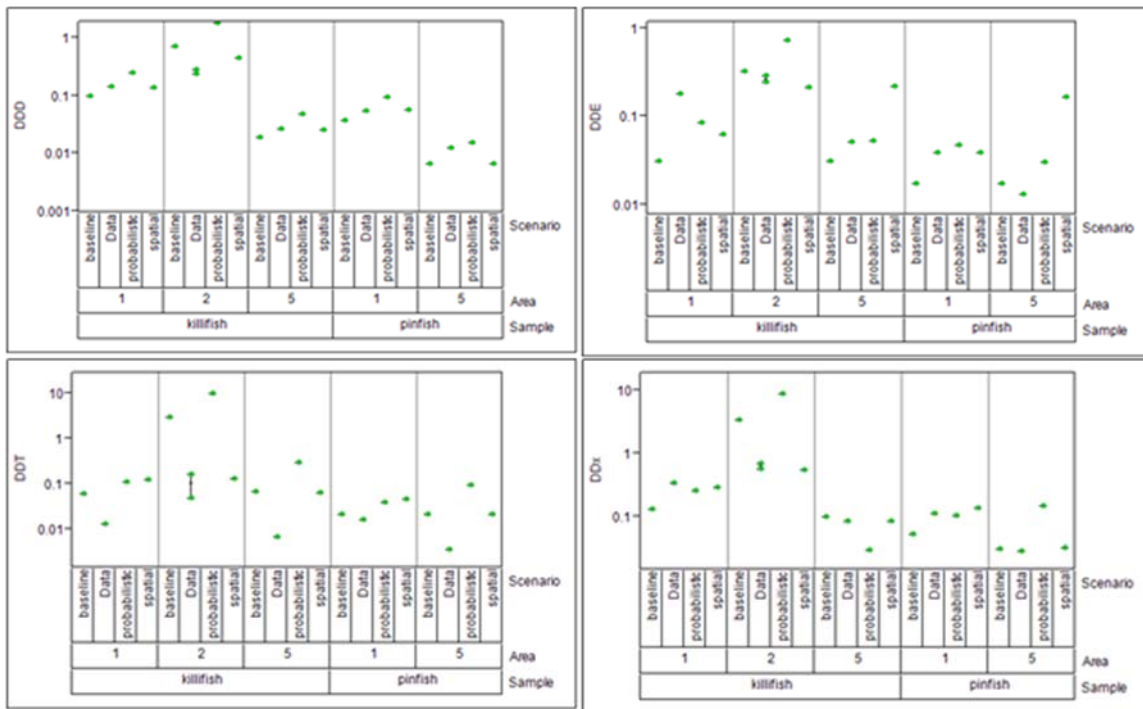 DDD
1
0.1
0.01
0.001
baseline Data probabilistic spatial baseline Data probabilistic spatial baseline Data probabilistic spatial baseline Data probabilistic spatial baseline Data probabilistic spatial Scenario
1 2 5 1 5 Area
killifish pinfish Sample
DDE
1
0.1
0.01
baseline Data probabilistic spatial baseline Data probabilistic spatial baseline Data probabilistic spatial baseline Data probabilistic spatial baseline Data probabilistic spatial Scenario
1 2 5 1 5 Area
killifish pinfish Sample
DDT
10
1
0.1
0.01
baseline Data probabilistic spatial baseline Data probabilistic spatial baseline Data probabilistic spatial baseline Data probabilistic spatial baseline Data probabilistic spatial Scenario
1 2 5 1 5 Area
killifish pinfish Sample
DDx
10
1
0.1
baseline Data probabilistic spatial baseline Data probabilistic spatial baseline Data probabilistic spatial baseline Data probabilistic spatial baseline Data probabilistic spatial Scenario
1 2 5 1 5 Area
killifish pinfish Sample